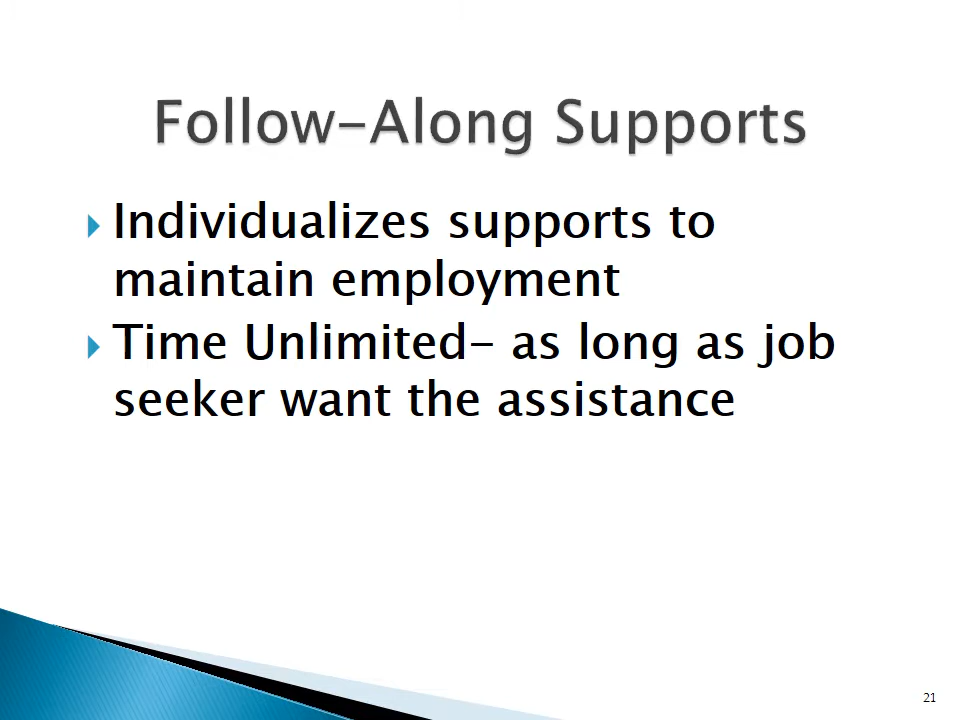 Follow-Along Supports
Individualizes supports to
maintain employment
Time Unlimited- as long as job
seeker want the assistance
21